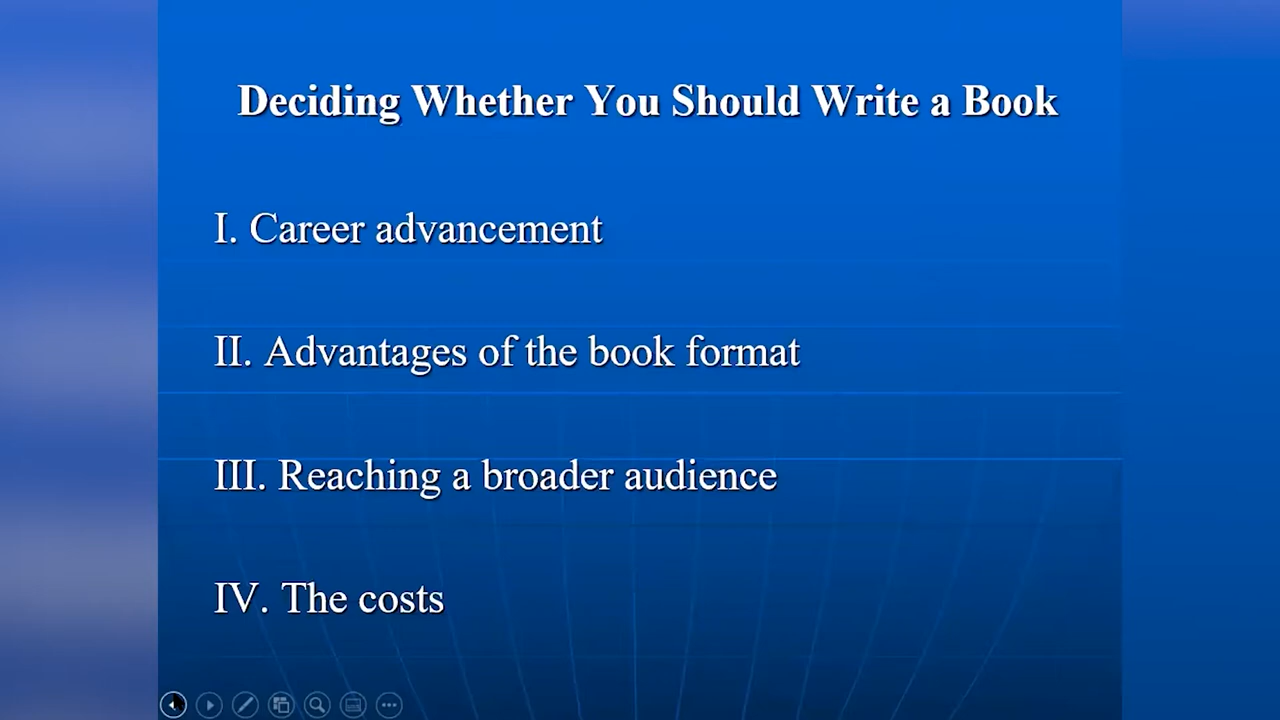 Deciding Whether You Should Write a Book
I. Career advancement
II. Advantages of the book format
III. Reaching a broader audience
IV. The costs